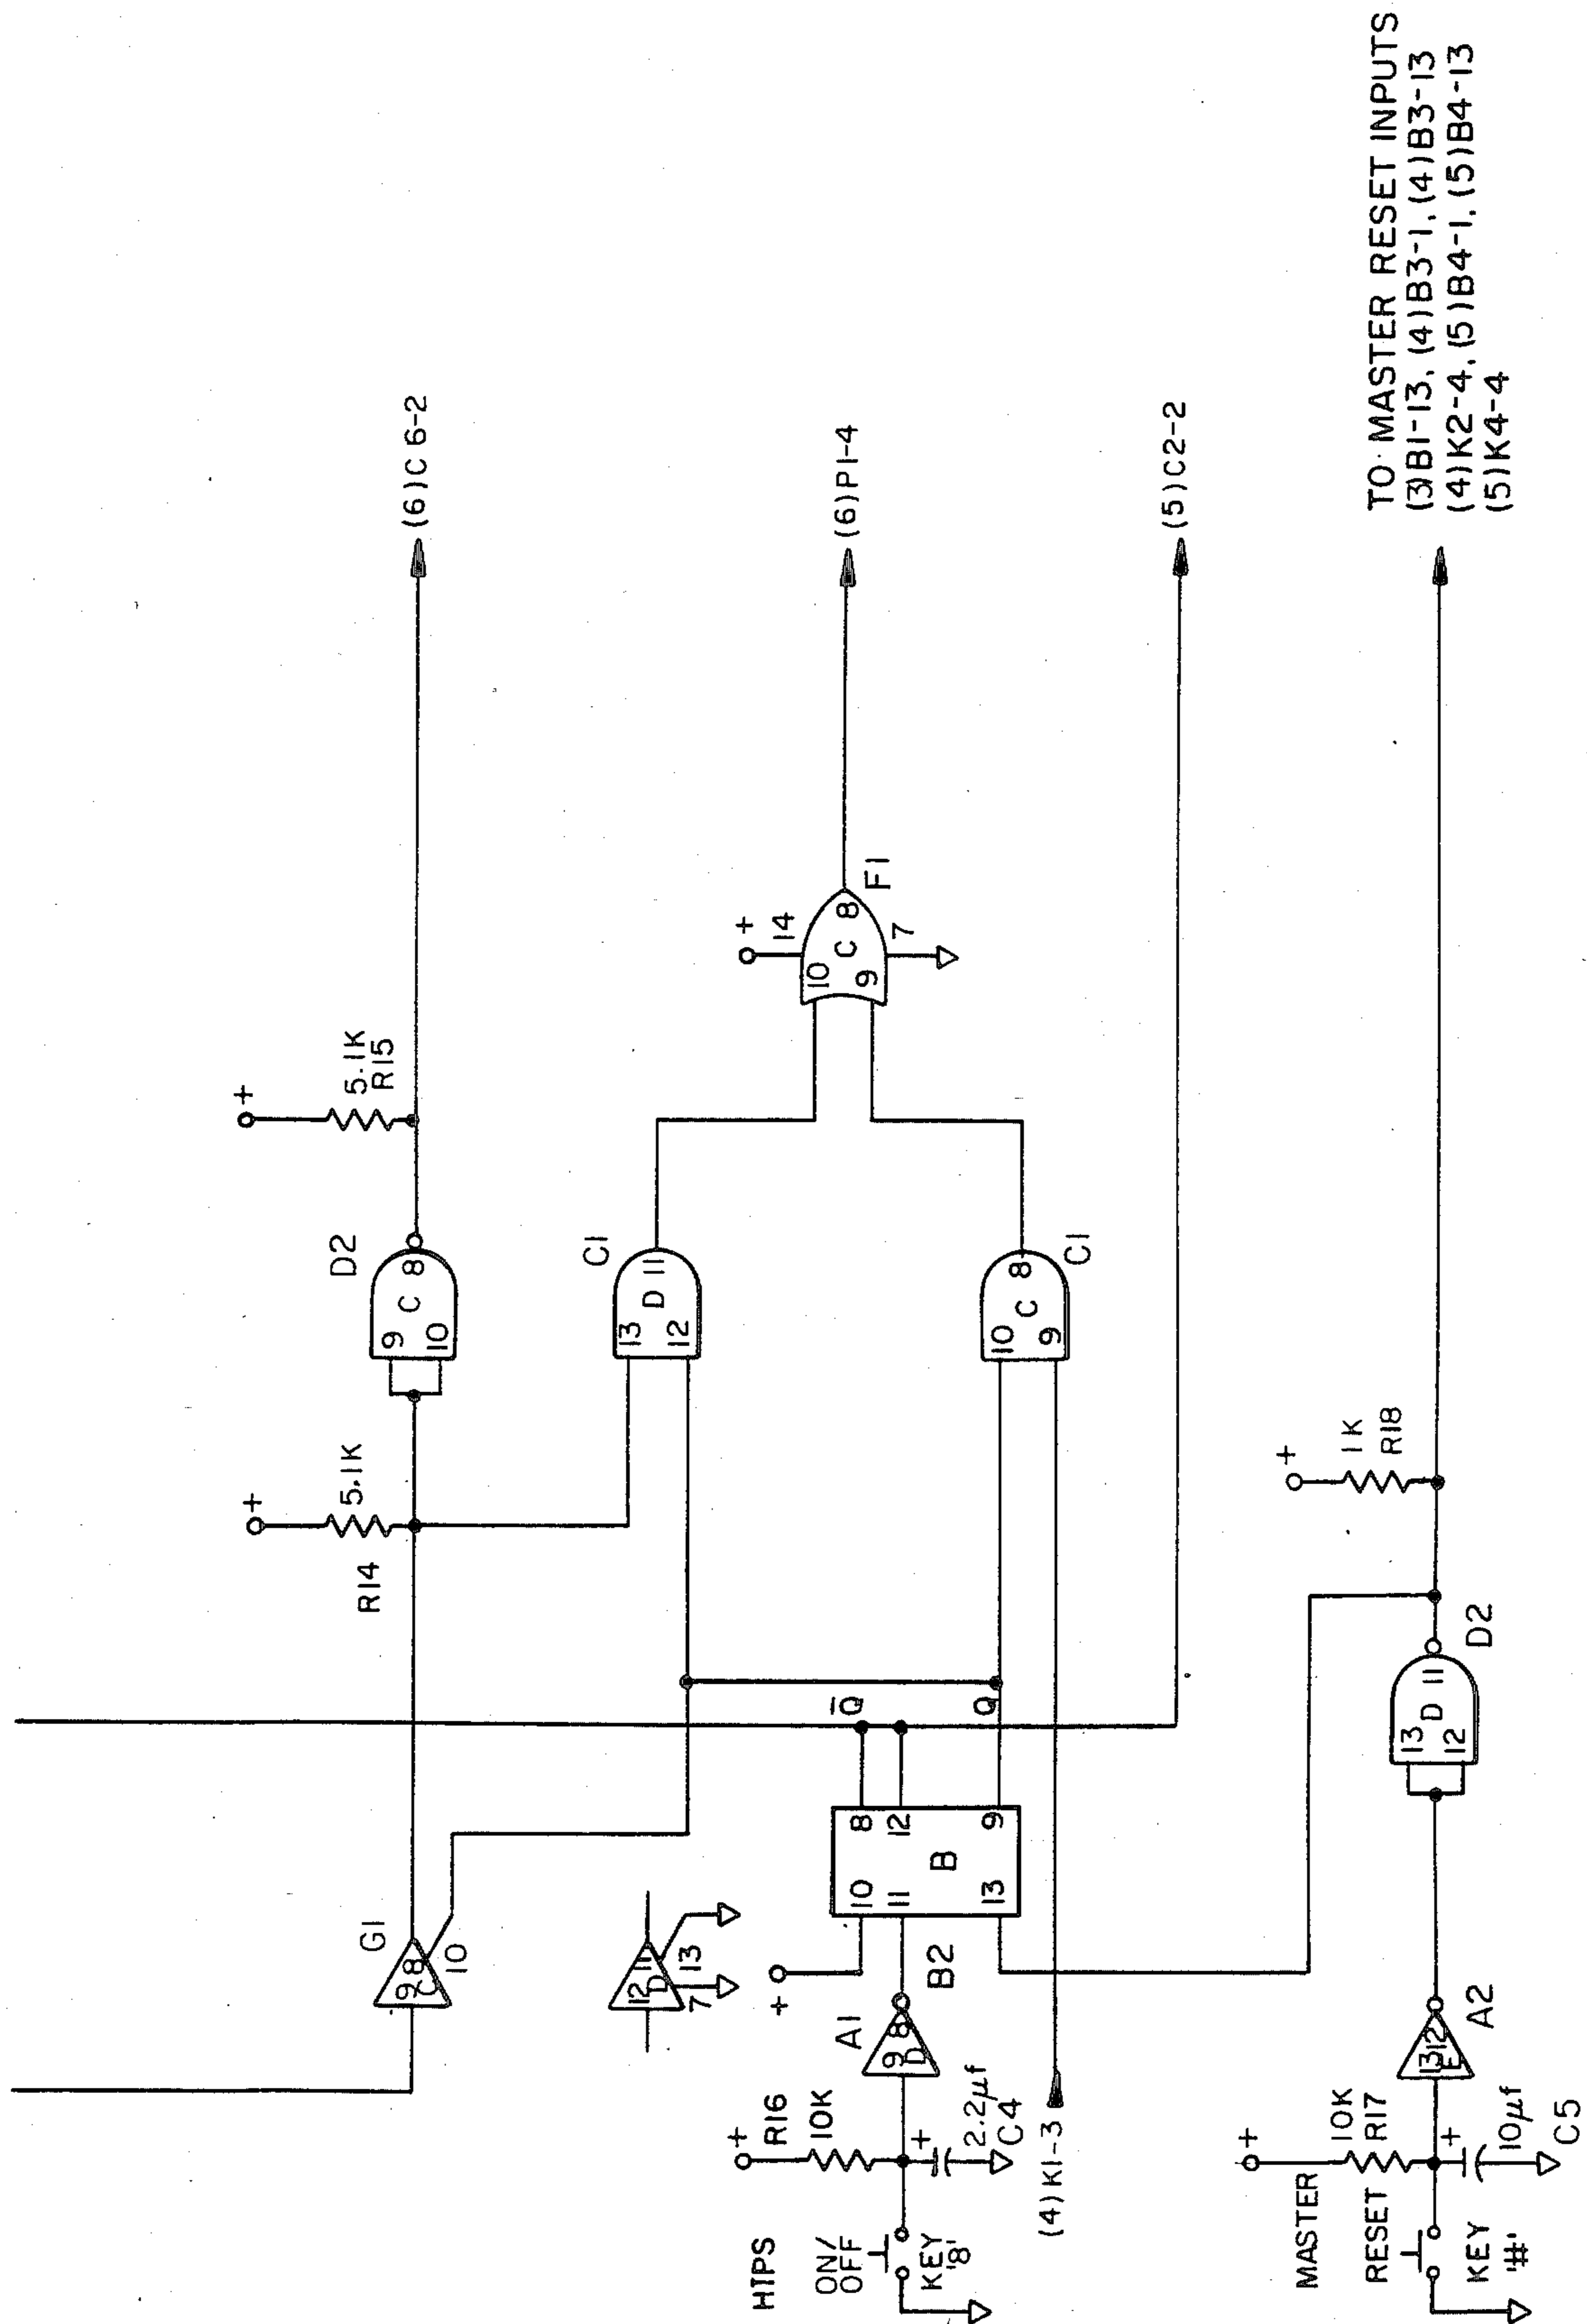 5.1K
R15
(6)C6-2
D2
9
10
C
8
R14
5.1K
G1
9
8
C
10
C1
13
12
D
11
12
11
D
13
7
14
10
9
C
8
7
F1
(6)P1-4
HTPS
ON/
OFF
KEY
'8'
R16
10K
2.2µf
C4
A1
9
8
D
B2
10
11
13
B
8
12
9
Q̅
Q
10
9
C
8
C1
(4)K1-3
(5)C2-2
MASTER
RESET
KEY
'#'
10K
R17
10µf
C5
13
12
E
A2
13
12
D
11
D2
1K
R18
TO MASTER RESET INPUTS
(3)B1-13, (4)B3-1, (4)B3-13
(4)K2-4, (5)B4-1, (5)B4-13
(5)K4-4